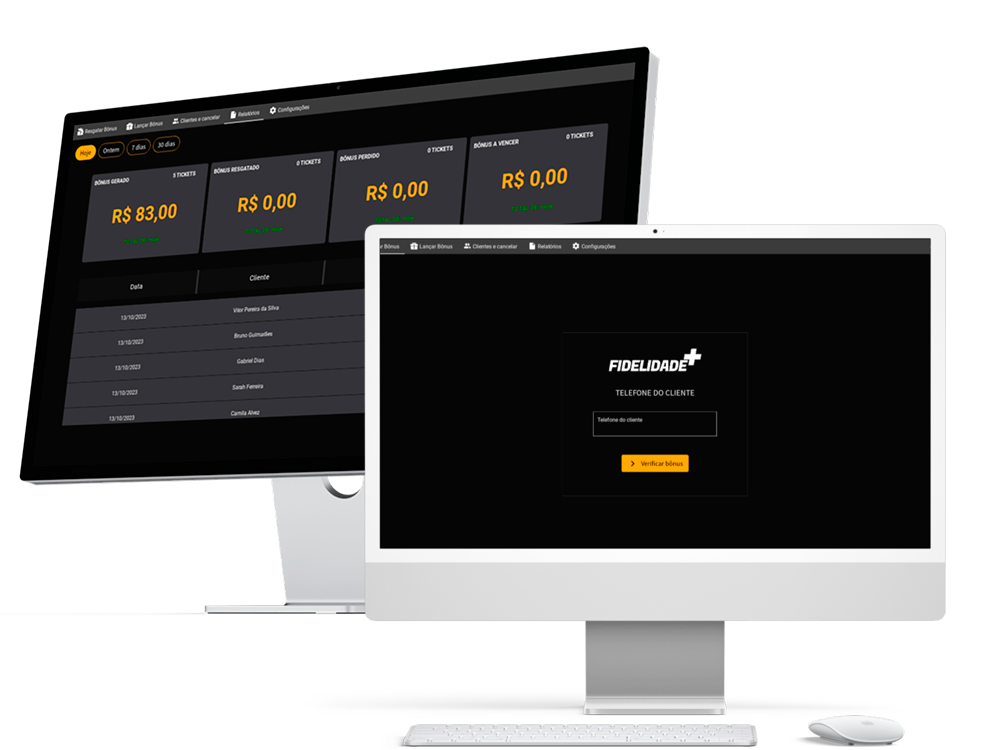 Resgatar Bônus
Lançar Bônus
Clientes e cancelar
Relatórios
Configurações
Hoje
Ontem
7 dias
30 dias
BÔNUS GERADO
5 TICKETS
R$ 83,00
BÔNUS RESGATADO
0 TICKETS
R$ 0,00
BÔNUS PERDIDO
0 TICKETS
R$ 0,00
BÔNUS A VENCER
0 TICKETS
R$ 0,00
Data
Cliente
13/10/2023
Vitor Pereira da Silva
13/10/2023
Bruno Guimarães
13/10/2023
Gabriel Dias
13/10/2023
Sarah Ferreira
13/10/2023
Camila Alvez
ar Bônus
Lançar Bônus
Clientes e cancelar
Relatórios
Configurações
FIDELIDADE+
TELEFONE DO CLIENTE
Telefone do cliente
Verificar bônus